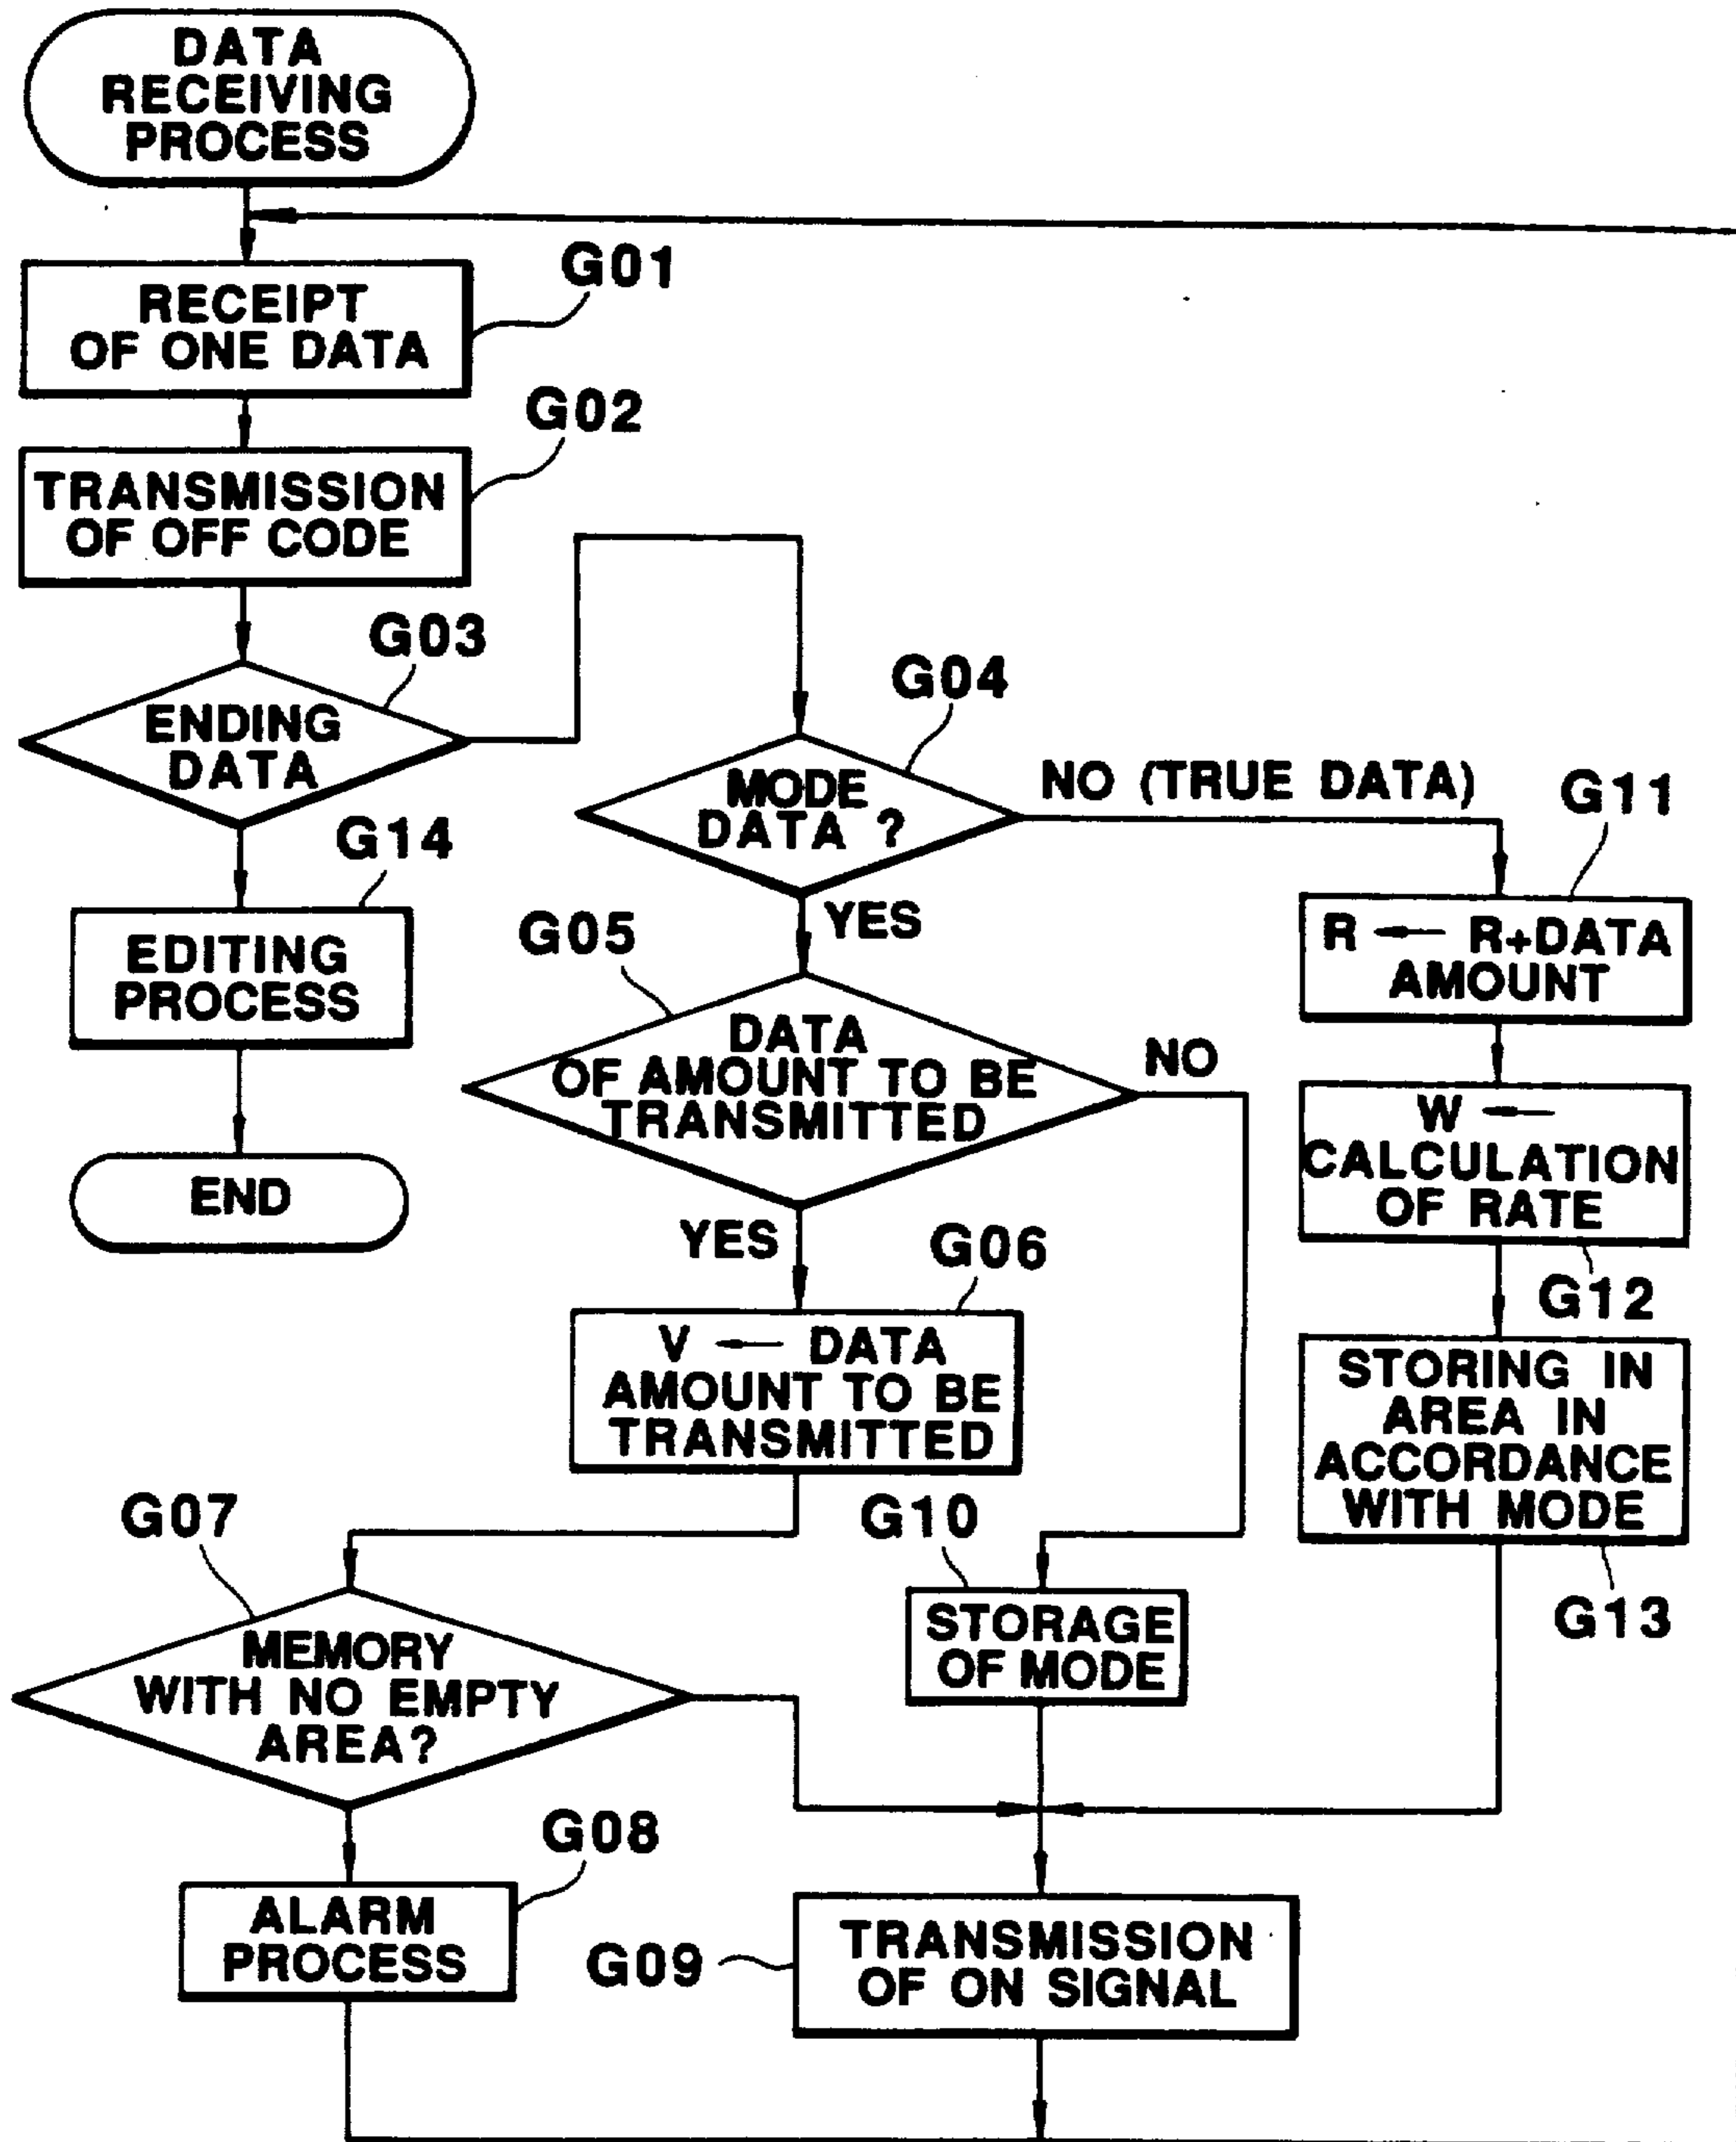 DATA
RECEIVING
PROCESS
G01
RECEIPT
OF ONE DATA
G02
TRANSMISSION
OF OFF CODE
G03
ENDING
DATA
G04
MODE
DATA ?
NO (TRUE DATA)
G11
G14
EDITING
PROCESS
YES
R ← R+DATA
AMOUNT
G05
DATA
OF AMOUNT TO BE
TRANSMITTED
NO
W ←
CALCULATION
OF RATE
G12
END
YES
G06
V ← DATA
AMOUNT TO BE
TRANSMITTED
STORING IN
AREA IN
ACCORDANCE
WITH MODE
G13
G07
MEMORY
WITH NO EMPTY
AREA?
G10
STORAGE
OF MODE
G08
ALARM
PROCESS
G09
TRANSMISSION
OF ON SIGNAL